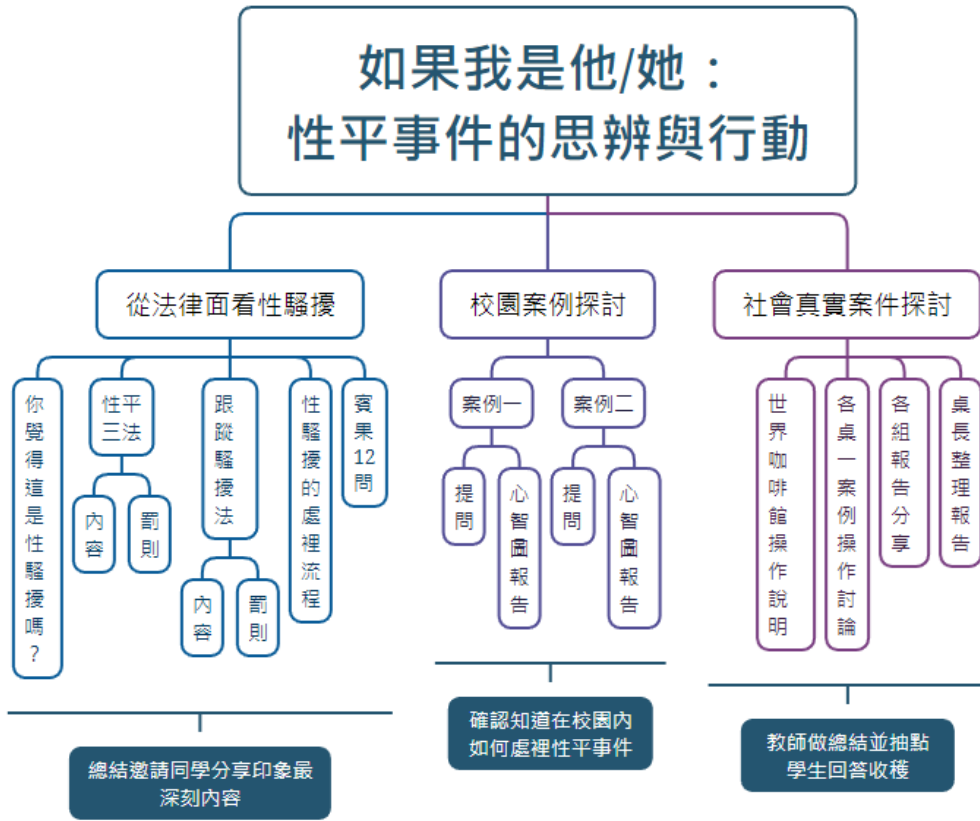 如果我是他/她：
性平事件的思辨與行動
從法律面看性騷擾
你覺得這是性騷擾嗎？
性平
三法
內容
罰則
跟蹤騷擾法
內容
罰則
性騷擾的處裡流程
賓果12問
總結邀請同學分享印象最
深刻內容
校園案例探討
案例一
提問
心智圖報告
案例二
提問
心智圖報告
確認知道在校園內
如何處裡性平事件
社會真實案件探討
世界咖啡館操作說明
各桌一案例操作討論
各組報告分享
桌長整理報告
教師做總結並抽點
學生回答收穫